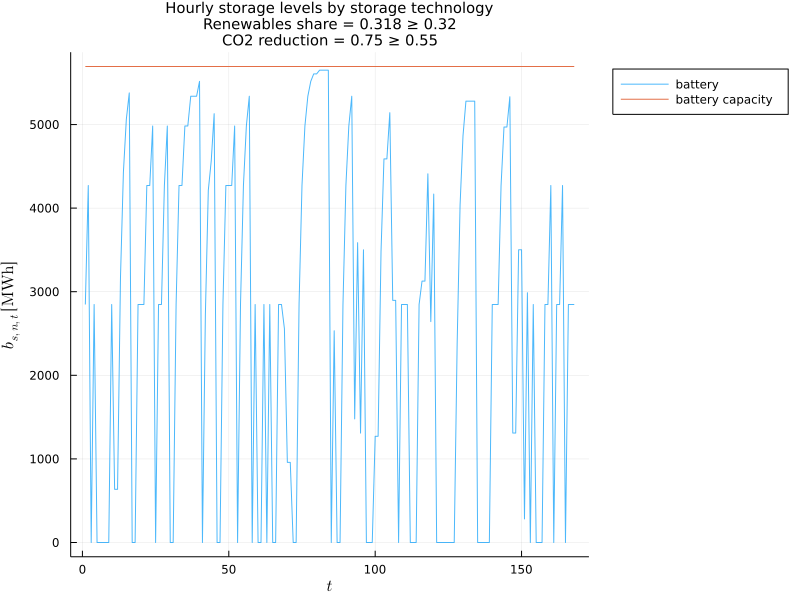 Hourly storage levels by storage technology
Renewables share = 0.318 ≥ 0.32
CO2 reduction = 0.75 ≥ 0.55
battery
battery capacity
b_{s, n, t} [MWh]
5000
4000
3000
2000
1000
0
0
50
100
150
t